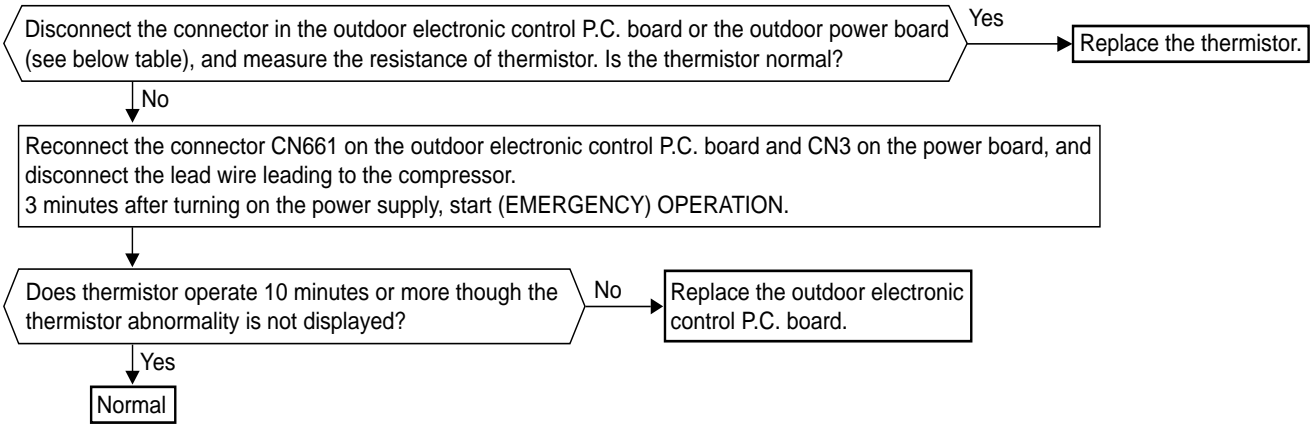 Disconnect the connector in the outdoor electronic control P.C. board or the outdoor power board
(see below table), and measure the resistance of thermistor. Is the thermistor normal?
Yes
Replace the thermistor.
No
Reconnect the connector CN661 on the outdoor electronic control P.C. board and CN3 on the power board, and
disconnect the lead wire leading to the compressor.
3 minutes after turning on the power supply, start (EMERGENCY) OPERATION.
Does thermistor operate 10 minutes or more though the
thermistor abnormality is not displayed?
No
Replace the outdoor electronic
control P.C. board.
Yes
Normal